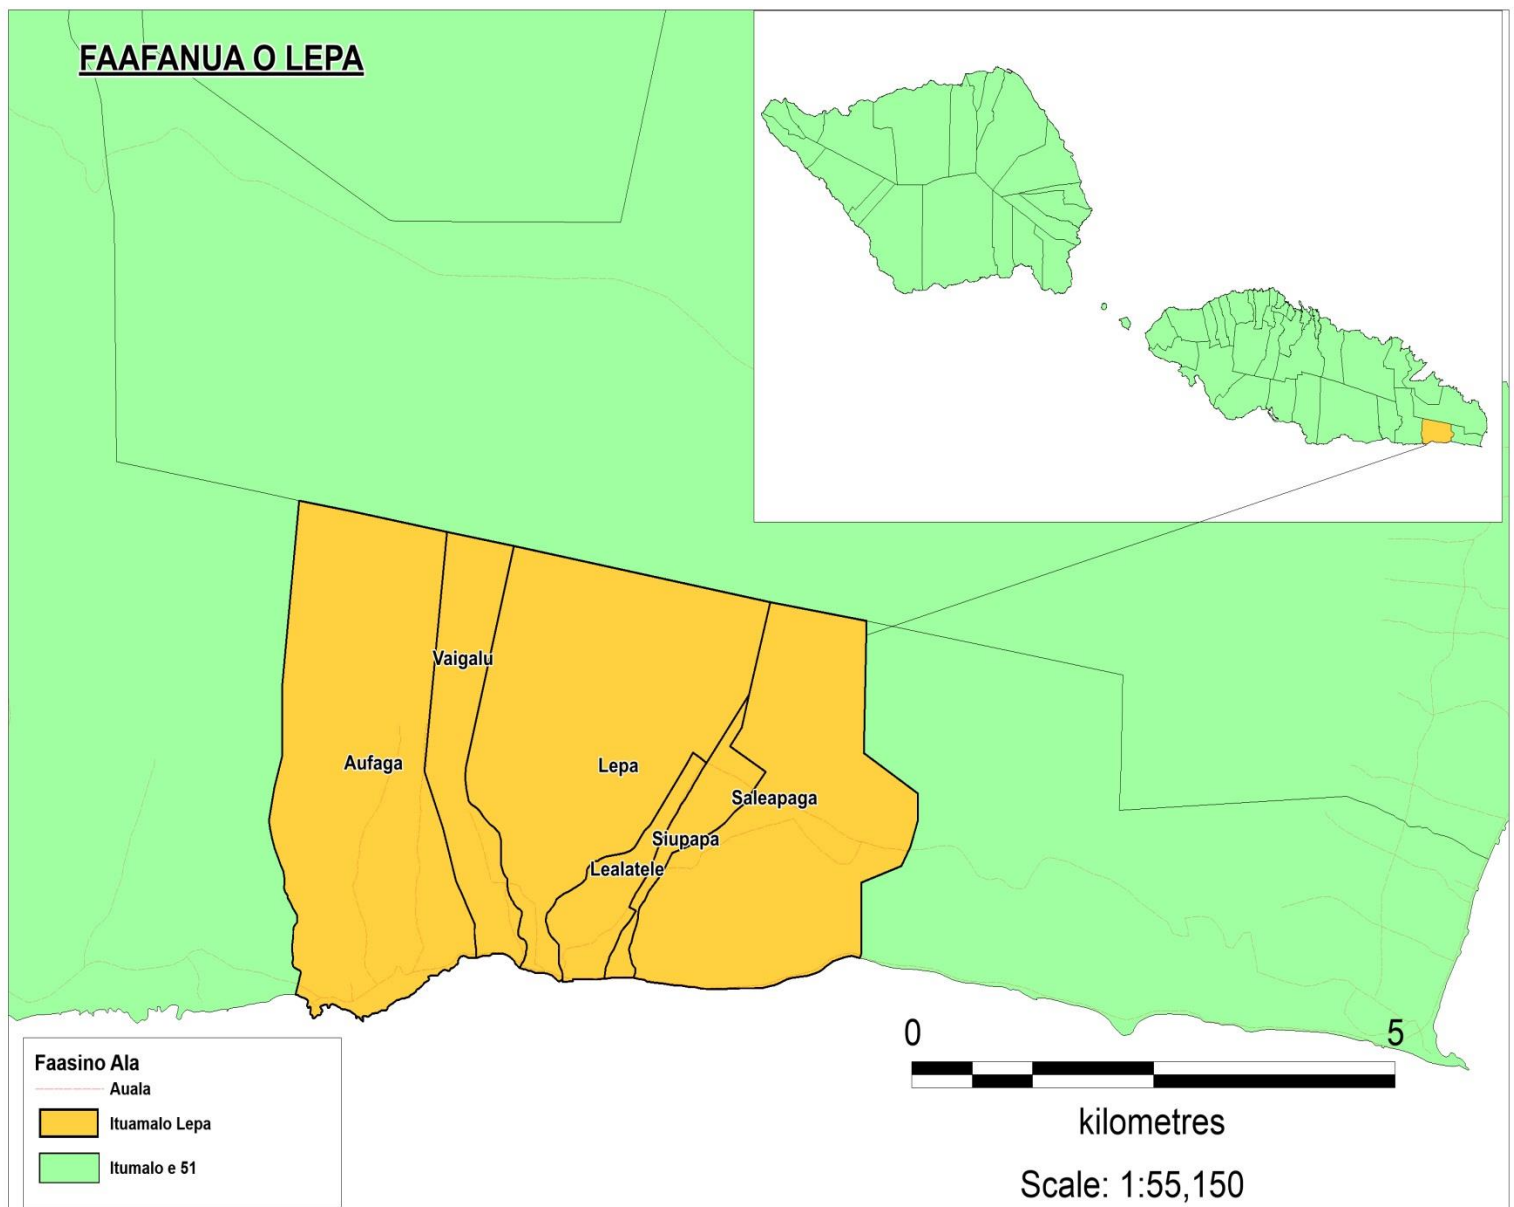 FAAFANUA O LEPA
Vaigalu
Aufaga
Lepa
Saleapaga
Siupapa
Lealatele
0 5
kilometres
Scale: 1:55,150
Faasino Ala
Auala
Ituamalo Lepa
Itumalo e 51